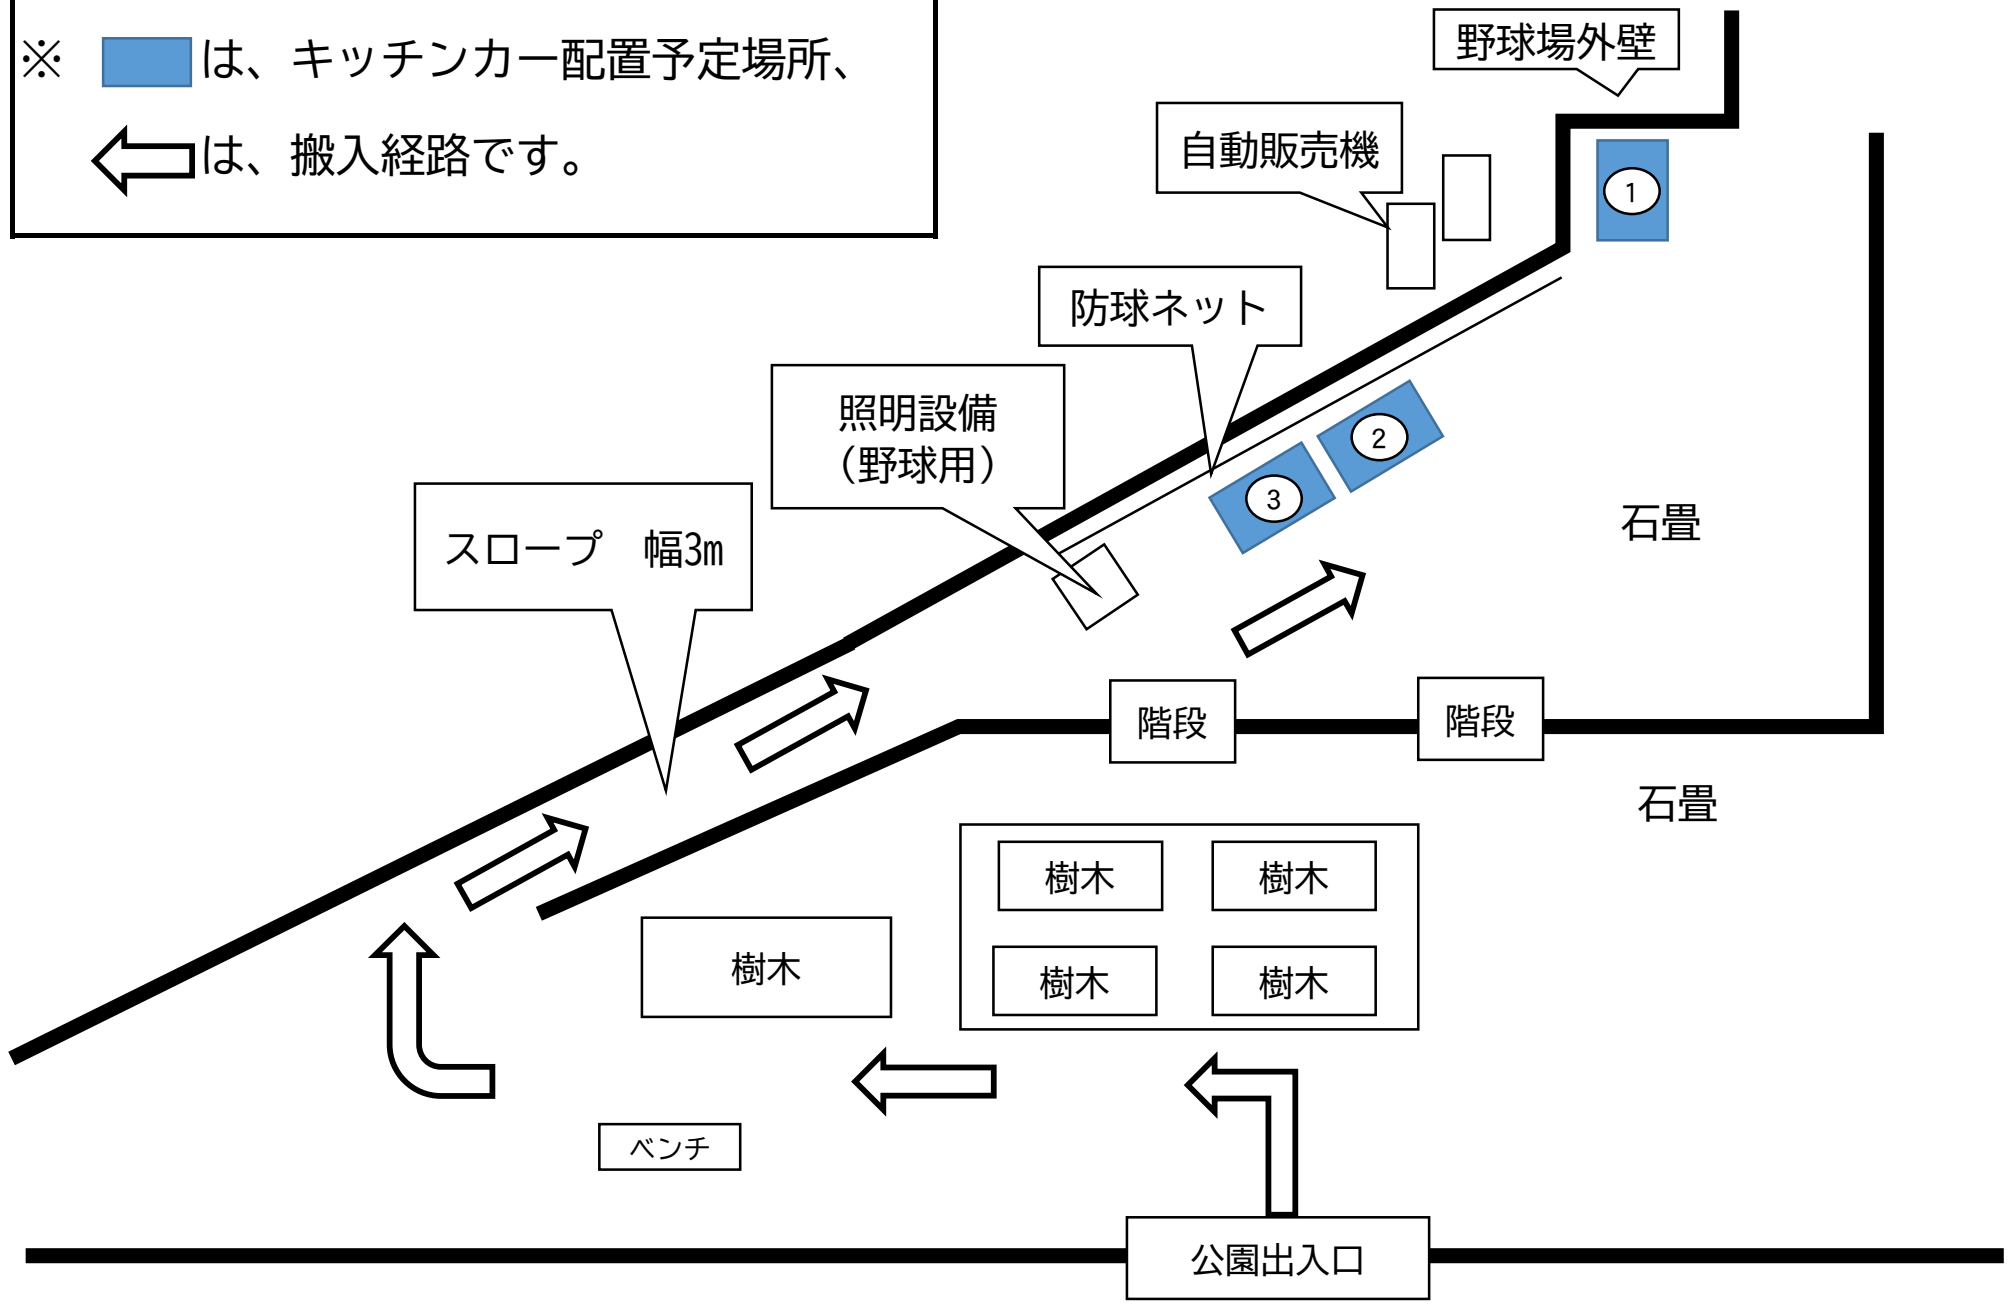 ※ は、キッチンカー配置予定場所、
は、搬入経路です。
野球場外壁
自動販売機
1
防球ネット
照明設備
（野球用）
2
3
スロープ　幅3m
石畳
階段
階段
石畳
樹木
樹木
樹木
樹木
樹木
ベンチ
公園出入口